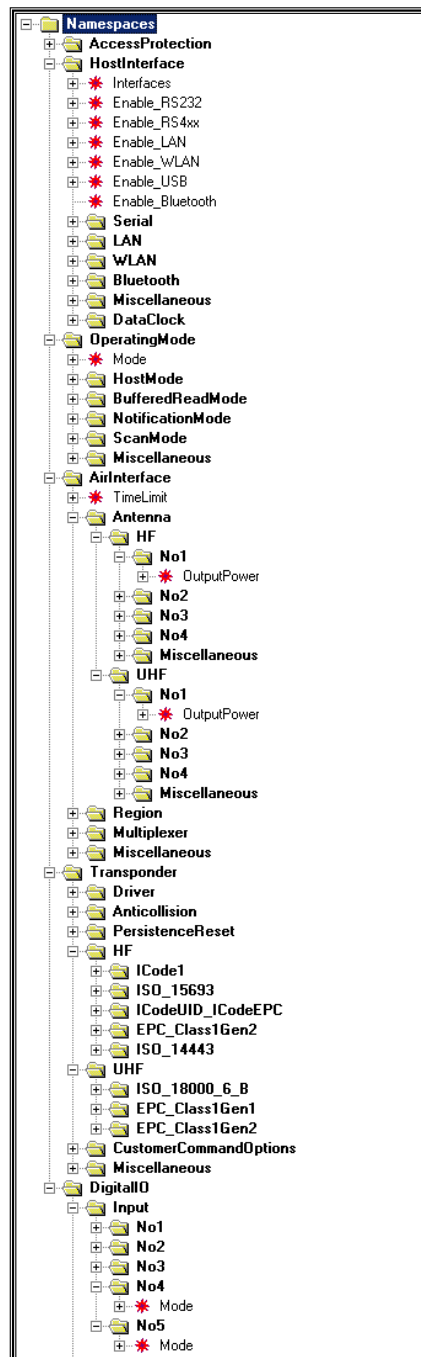 Namespaces
AccessProtection
HostInterface
Interfaces
Enable_RS232
Enable_RS4xx
Enable_LAN
Enable_WLAN
Enable_USB
Enable_Bluetooth
Serial
LAN
WLAN
Bluetooth
Miscellaneous
DataClock
OperatingMode
Mode
HostMode
BufferedReadMode
NotificationMode
ScanMode
Miscellaneous
AirInterface
TimeLimit
Antenna
HF
No1
OutputPower
No2
No3
No4
Miscellaneous
UHF
No1
OutputPower
No2
No3
No4
Miscellaneous
Region
Multiplexer
Miscellaneous
Transponder
Driver
Anticollision
PersistenceReset
HF
ICode1
ISO_15693
ICodeUID_ICodeEPC
EPC_Class1Gen2
ISO_14443
UHF
ISO_18000_6_B
EPC_Class1Gen1
EPC_Class1Gen2
CustomerCommandOptions
Miscellaneous
DigitalIO
Input
No1
No2
No3
No4
Mode
No5
Mode